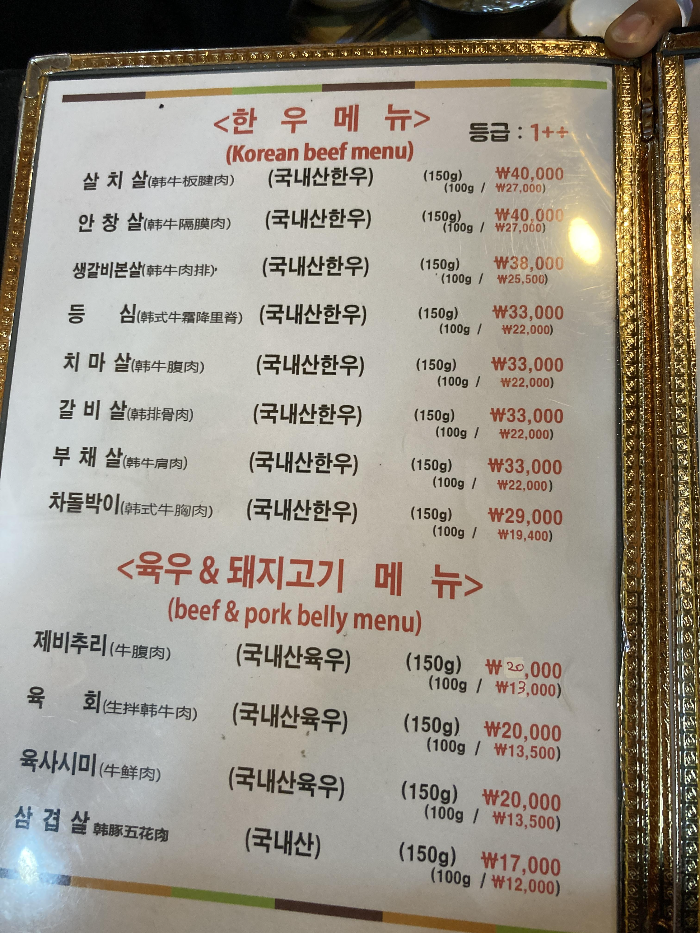 <한 우 메 뉴> 등급 : 1++
(Korean beef menu)
살 치 살(韩牛板腱肉) (국내산한우) (150g) ₩40,000
(100g / ₩27,000)
안 창 살(韩牛隔膜肉) (국내산한우) (150g) ₩40,000
(100g / ₩27,000)
생갈비본살(韩牛肉排) (국내산한우) (150g) ₩38,000
(100g / ₩25,500)
등 심(韩式牛霜降里脊) (국내산한우) (150g) ₩33,000
(100g / ₩22,000)
치 마 살(韩牛腹肉) (국내산한우) (150g) ₩33,000
(100g / ₩22,000)
갈 비 살(韩排骨肉) (국내산한우) (150g) ₩33,000
(100g / ₩22,000)
부 채 살(韩牛肩肉) (국내산한우) (150g) ₩33,000
(100g / ₩22,000)
차돌박이(韩式牛胸肉) (국내산한우) (150g) ₩29,000
(100g / ₩19,400)
<육우 & 돼지고기 메 뉴>
(beef & pork belly menu)
제비추리(牛腹肉) (국내산육우) (150g) ₩20,000
(100g / ₩13,000)
육 회(生拌韩牛肉) (국내산육우) (150g) ₩20,000
(100g / ₩13,500)
육사시미(牛鲜肉) (국내산육우) (150g) ₩20,000
(100g / ₩13,500)
삼 겹 살 韩豚五花肉 (국내산) (150g) ₩17,000
(100g / ₩12,000)